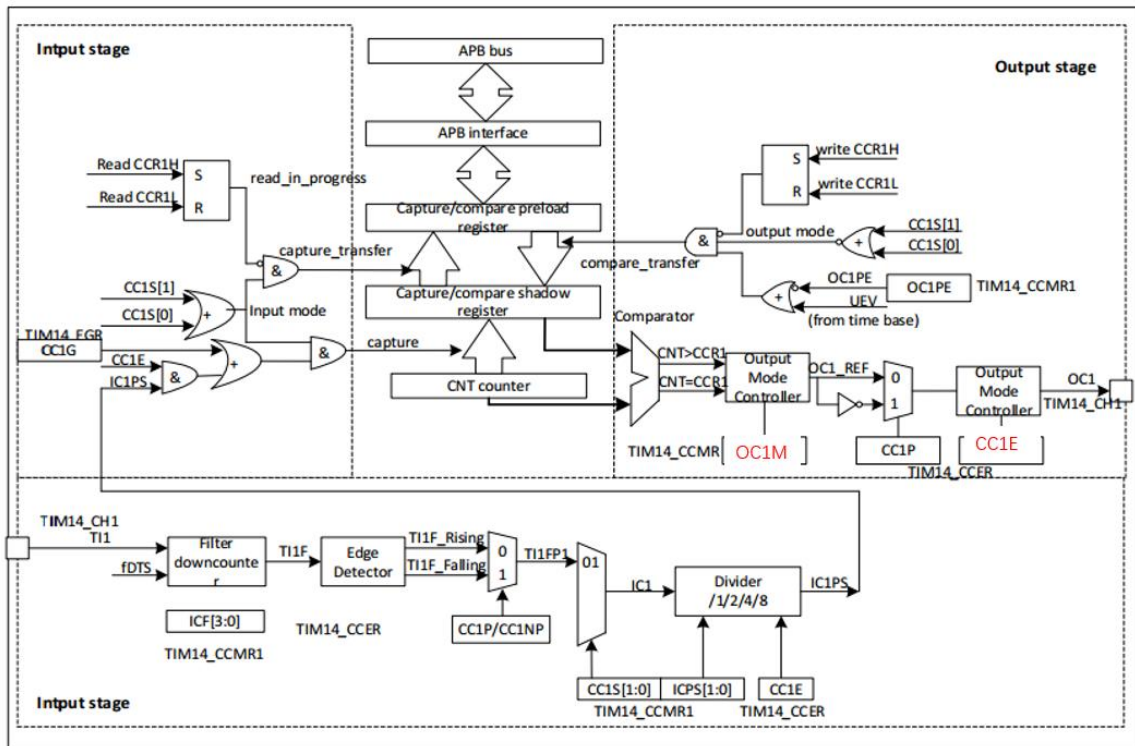 Intput stage
APB bus
Output stage
APB interface
Read CCR1H
S
read_in_progress
Read CCR1L
R
S
write CCR1H
R
write CCR1L
Capture/compare preload
register
capture_transfer
&
&
output mode
+
CC1S[1]
CC1S[0]
compare_transfer
CC1S[1]
CC1S[0]
+
Input mode
Capture/compare shadow
register
+
OC1PE
OC1PE
TIM14_CCMR1
UEV
(from time base)
TIM14_EGR
CC1G
CC1E
IC1PS
&
+
&
capture
CNT counter
Comparator
CNT>CCR1
CNT=CCR1
Output
Mode
Controller
OC1_REF
0
1
Output
Mode
Controller
OC1
TIM14_CH1
TIM14_CCMR
OC1M
CC1P
CC1E
TIM14_CCER
TIM14_CH1
TI1
fDTS
Filter
downcounte
r
TI1F
Edge
Detector
TI1F_Rising
TI1F_Falling
0
1
TI1FP1
01
IC1
Divider
/1/2/4/8
IC1PS
ICF[3:0]
TIM14_CCMR1
TIM14_CCER
CC1P/CC1NP
CC1S[1:0]
ICPS[1:0]
CC1E
TIM14_CCMR1
TIM14_CCER
Intput stage